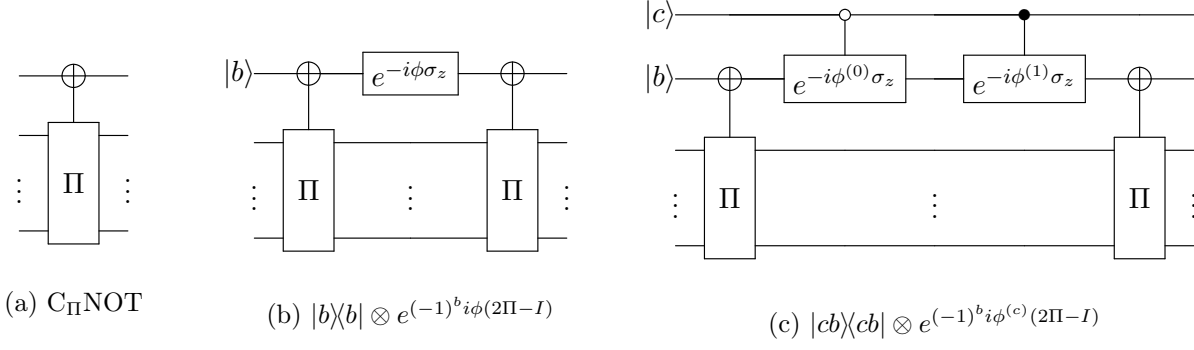 Π
⋮ ⋮
(a) C_ΠNOT
|b⟩ e^{−iϕσ_z}
Π Π
⋮ ⋮ ⋮
(b) |b⟩⟨b| ⊗ e^{(−1)^b iϕ(2Π−I)}
|c⟩
|b⟩ e^{−iϕ^{(0)}σ_z} e^{−iϕ^{(1)}σ_z}
Π Π
⋮ ⋮ ⋮
(c) |cb⟩⟨cb| ⊗ e^{(−1)^b iϕ^{(c)}(2Π−I)}